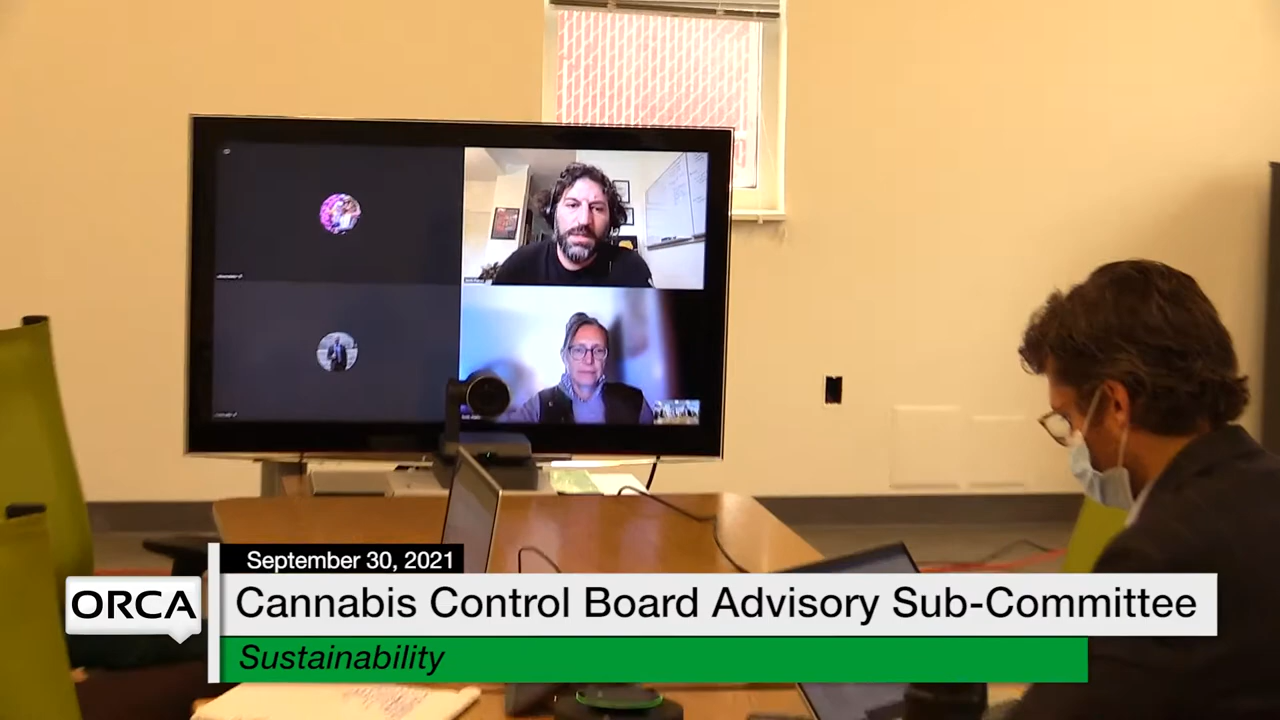 September 30, 2021
ORCA
Cannabis Control Board Advisory Sub-Committee
Sustainability